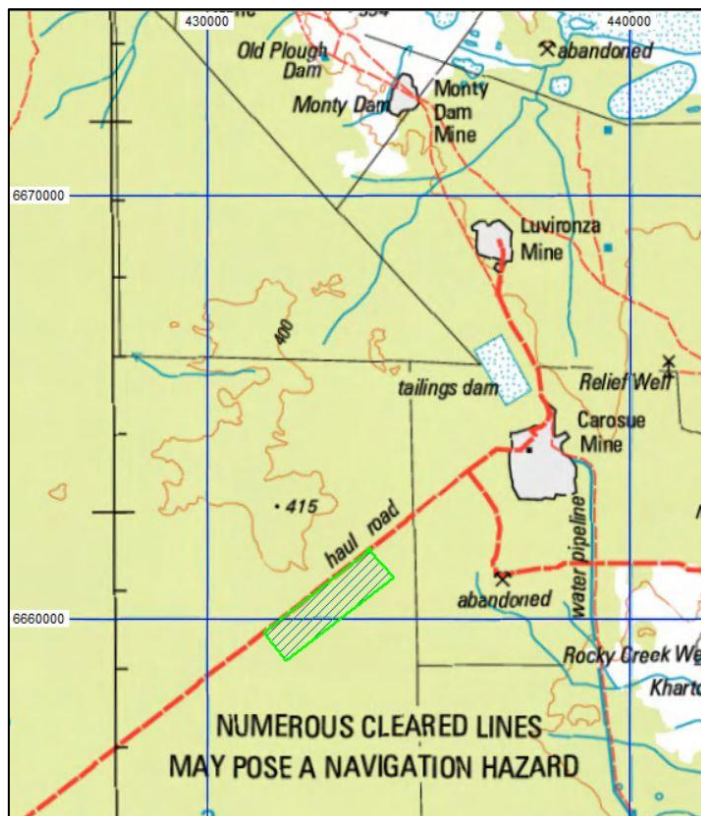 430000
440000
Old Plough
Dam
abandoned
Monty Dam
Monty
Dam
Mine
6670000
Luvironza
Mine
400
tailings dam
Relief Well
Carosue
Mine
415
haul road
water pipeline
abandoned
6660000
Rocky Creek We
Khart
NUMEROUS CLEARED LINES
MAY POSE A NAVIGATION HAZARD